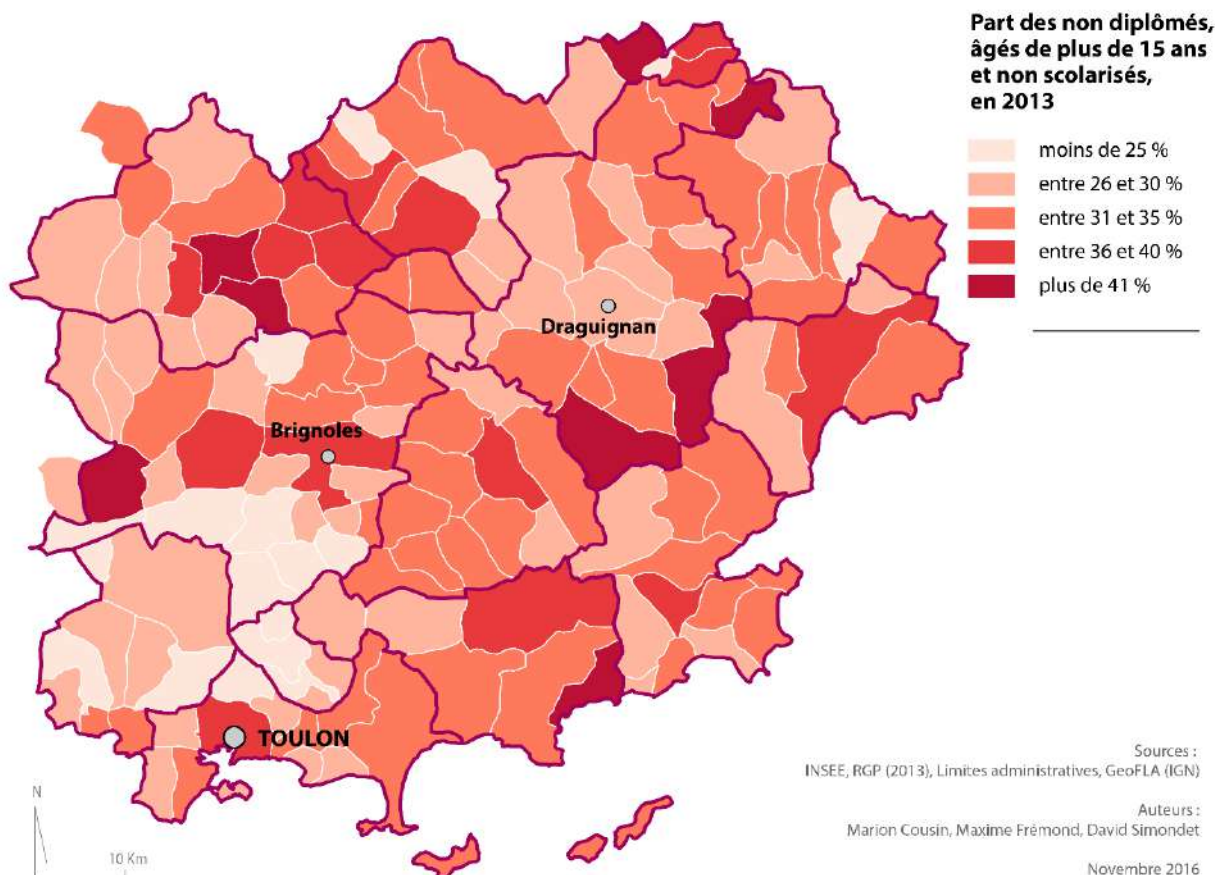 Part des non diplômés,
âgés de plus de 15 ans
et non scolarisés,
en 2013
moins de 25 %
entre 26 et 30 %
entre 31 et 35 %
entre 36 et 40 %
plus de 41 %
Draguignan
Brignoles
TOULON
Sources :
INSEE, RGP (2013), Limites administratives, GeoFLA (IGN)
Auteurs :
Marion Cousin, Maxime Frémond, David Simondet
Novembre 2016
N
10 Km